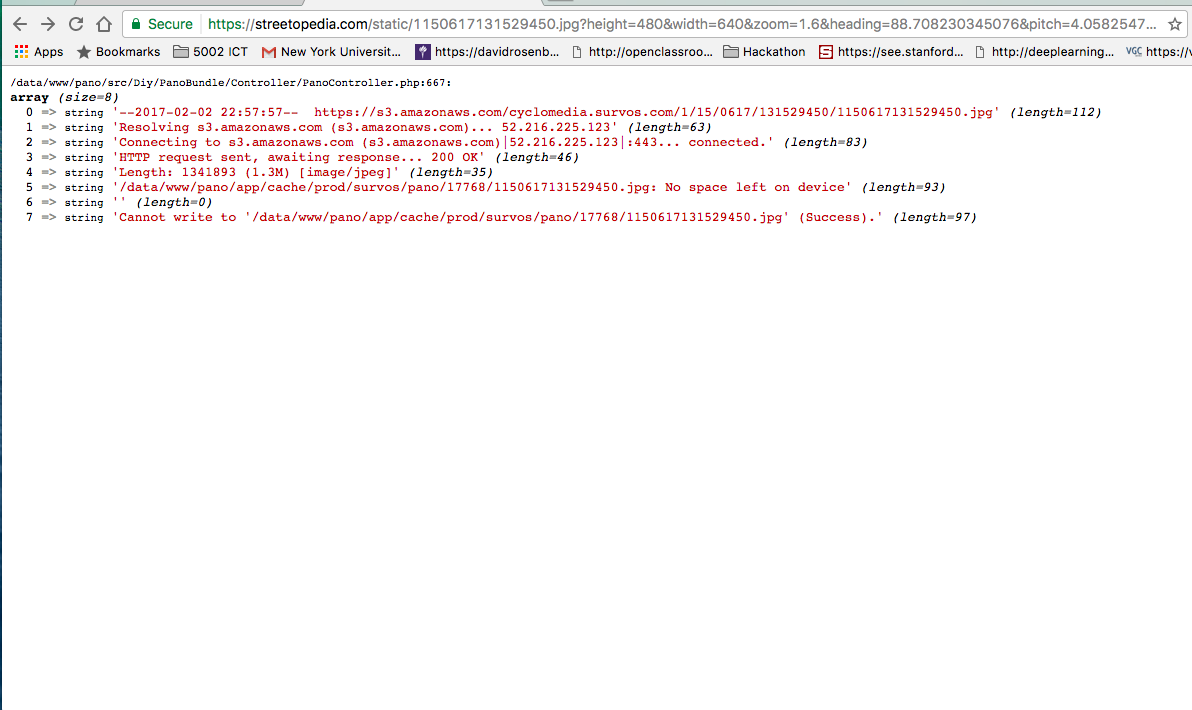 Secure https://streetopedia.com/static/1150617131529450.jpg?height=480&width=640&zoom=1.6&heading=88.708230345076&pitch=4.0582547...
Apps Bookmarks 5002 ICT New York Universit... https://davidrosenb... http://openclassroo... Hackathon https://see.stanford... http://deeplearning... VGC https://v
/data/www/pano/src/Diy/PanoBundle/Controller/PanoController.php:667:
array (size=8)
0 => string '--2017-02-02 22:57:57--  https://s3.amazonaws.com/cyclomedia.survos.com/1/15/0617/131529450/1150617131529450.jpg' (length=112)
1 => string 'Resolving s3.amazonaws.com (s3.amazonaws.com)... 52.216.225.123' (length=63)
2 => string 'Connecting to s3.amazonaws.com (s3.amazonaws.com)|52.216.225.123|:443... connected.' (length=83)
3 => string 'HTTP request sent, awaiting response... 200 OK' (length=46)
4 => string 'Length: 1341893 (1.3M) [image/jpeg]' (length=35)
5 => string '/data/www/pano/app/cache/prod/survos/pano/17768/1150617131529450.jpg: No space left on device' (length=93)
6 => string '' (length=0)
7 => string 'Cannot write to '/data/www/pano/app/cache/prod/survos/pano/17768/1150617131529450.jpg' (Success).' (length=97)